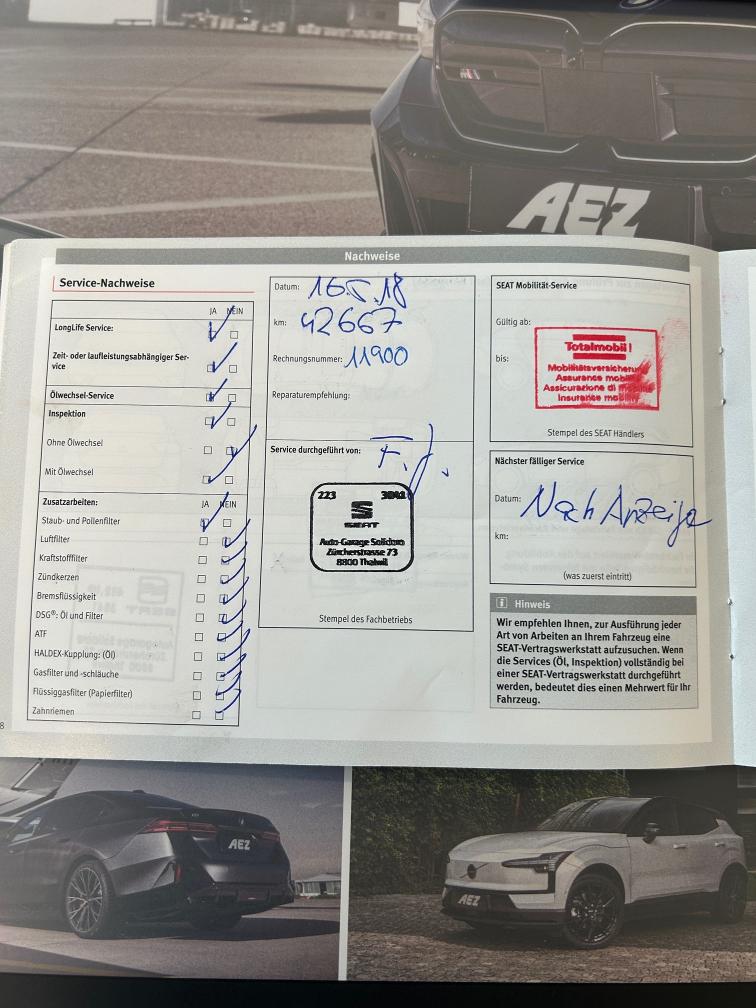 AEZ
Nachweise
Service-Nachweise
JA NEIN
LongLife Service:
Zeit- oder laufleistungsabhängiger Ser-
vice
Ölwechsel-Service
Inspektion
Ohne Ölwechsel
Mit Ölwechsel
Zusatzarbeiten: JA NEIN
Staub- und Pollenfilter
Luftfilter
Kraftstofffilter
Zündkerzen
Bremsflüssigkeit
DSG®: Öl und Filter
ATF
HALDEX-Kupplung: (Öl)
Gasfilter und -schläuche
Flüssiggasfilter (Papierfilter)
Zahnriemen
8
Datum: 16.5.18
km: 42667
Rechnungsnummer: 11900
Reparaturempfehlung:
Service durchgeführt von:
223 3041
SEAT
Auto-Garage Solidoro
Zürcherstrasse 73
8800 Thalwil
Stempel des Fachbetriebs
SEAT Mobilität-Service
Gültig ab:
bis:
Totalmobil!
Mobilitätsversicherung
Assurance mobilité
Assicurazione di
Insurance
Stempel des SEAT Händlers
Nächster fälliger Service
Datum: Nach Anzeige
km:
(was zuerst eintritt)
i Hinweis
Wir empfehlen Ihnen, zur Ausführung jeder
Art von Arbeiten an Ihrem Fahrzeug eine
SEAT-Vertragswerkstatt aufzusuchen. Wenn
die Services (Öl, Inspektion) vollständig bei
einer SEAT-Vertragswerkstatt durchgeführt
werden, bedeutet dies einen Mehrwert für Ihr
Fahrzeug.
AEZ
AEZ